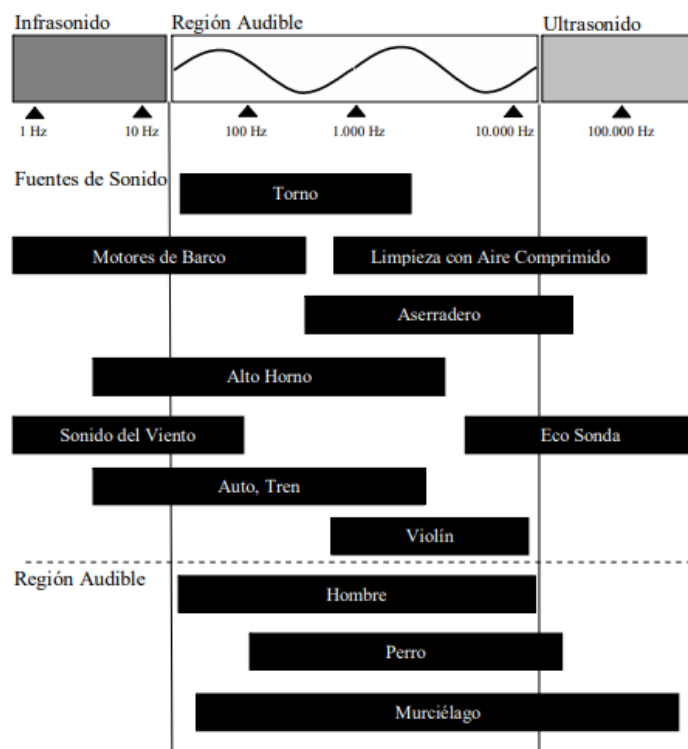 Infrasonido
Región Audible
Ultrasonido
1 Hz
10 Hz
100 Hz
1.000 Hz
10.000 Hz
100.000 Hz
Fuentes de Sonido
Torno
Motores de Barco
Limpieza con Aire Comprimido
Aserradero
Alto Horno
Sonido del Viento
Eco Sonda
Auto, Tren
Violín
Región Audible
Hombre
Perro
Murciélago